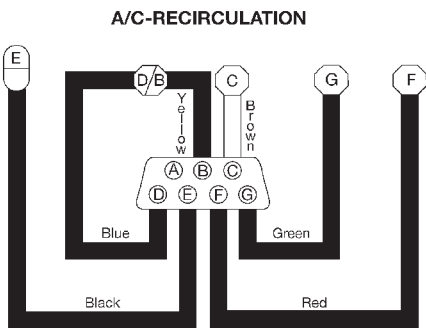 A/C-RECIRCULATION
E
D/B
C
G
F
Yellow
Brown
A B C
D E F G
Blue
Green
Black
Red